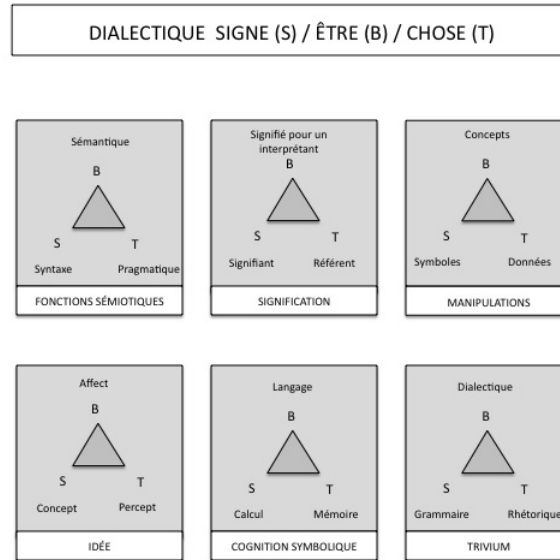 DIALECTIQUE SIGNE (S) / ÊTRE (B) / CHOSE (T)
Sémantique
B
S T
Syntaxe Pragmatique
FONCTIONS SÉMIOTIQUES
Signifié pour un
interprétant
B
S T
Signifiant Référent
SIGNIFICATION
Concepts
B
S T
Symboles Données
MANIPULATIONS
Affect
B
S T
Concept Percept
IDÉE
Langage
B
S T
Calcul Mémoire
COGNITION SYMBOLIQUE
Dialectique
B
S T
Grammaire Rhétorique
TRIVIUM